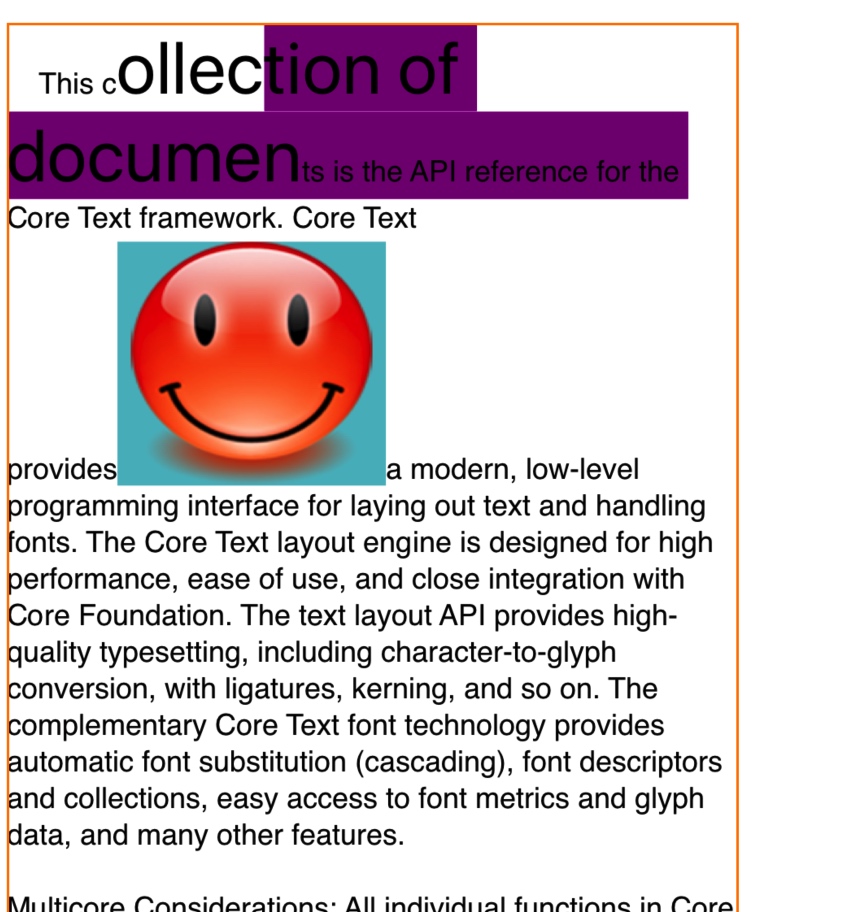 This collection of
documents is the API reference for the
Core Text framework. Core Text
provides a modern, low-level
programming interface for laying out text and handling
fonts. The Core Text layout engine is designed for high
performance, ease of use, and close integration with
Core Foundation. The text layout API provides high-
quality typesetting, including character-to-glyph
conversion, with ligatures, kerning, and so on. The
complementary Core Text font technology provides
automatic font substitution (cascading), font descriptors
and collections, easy access to font metrics and glyph
data, and many other features.
Multicore Considerations: All individual functions in Core